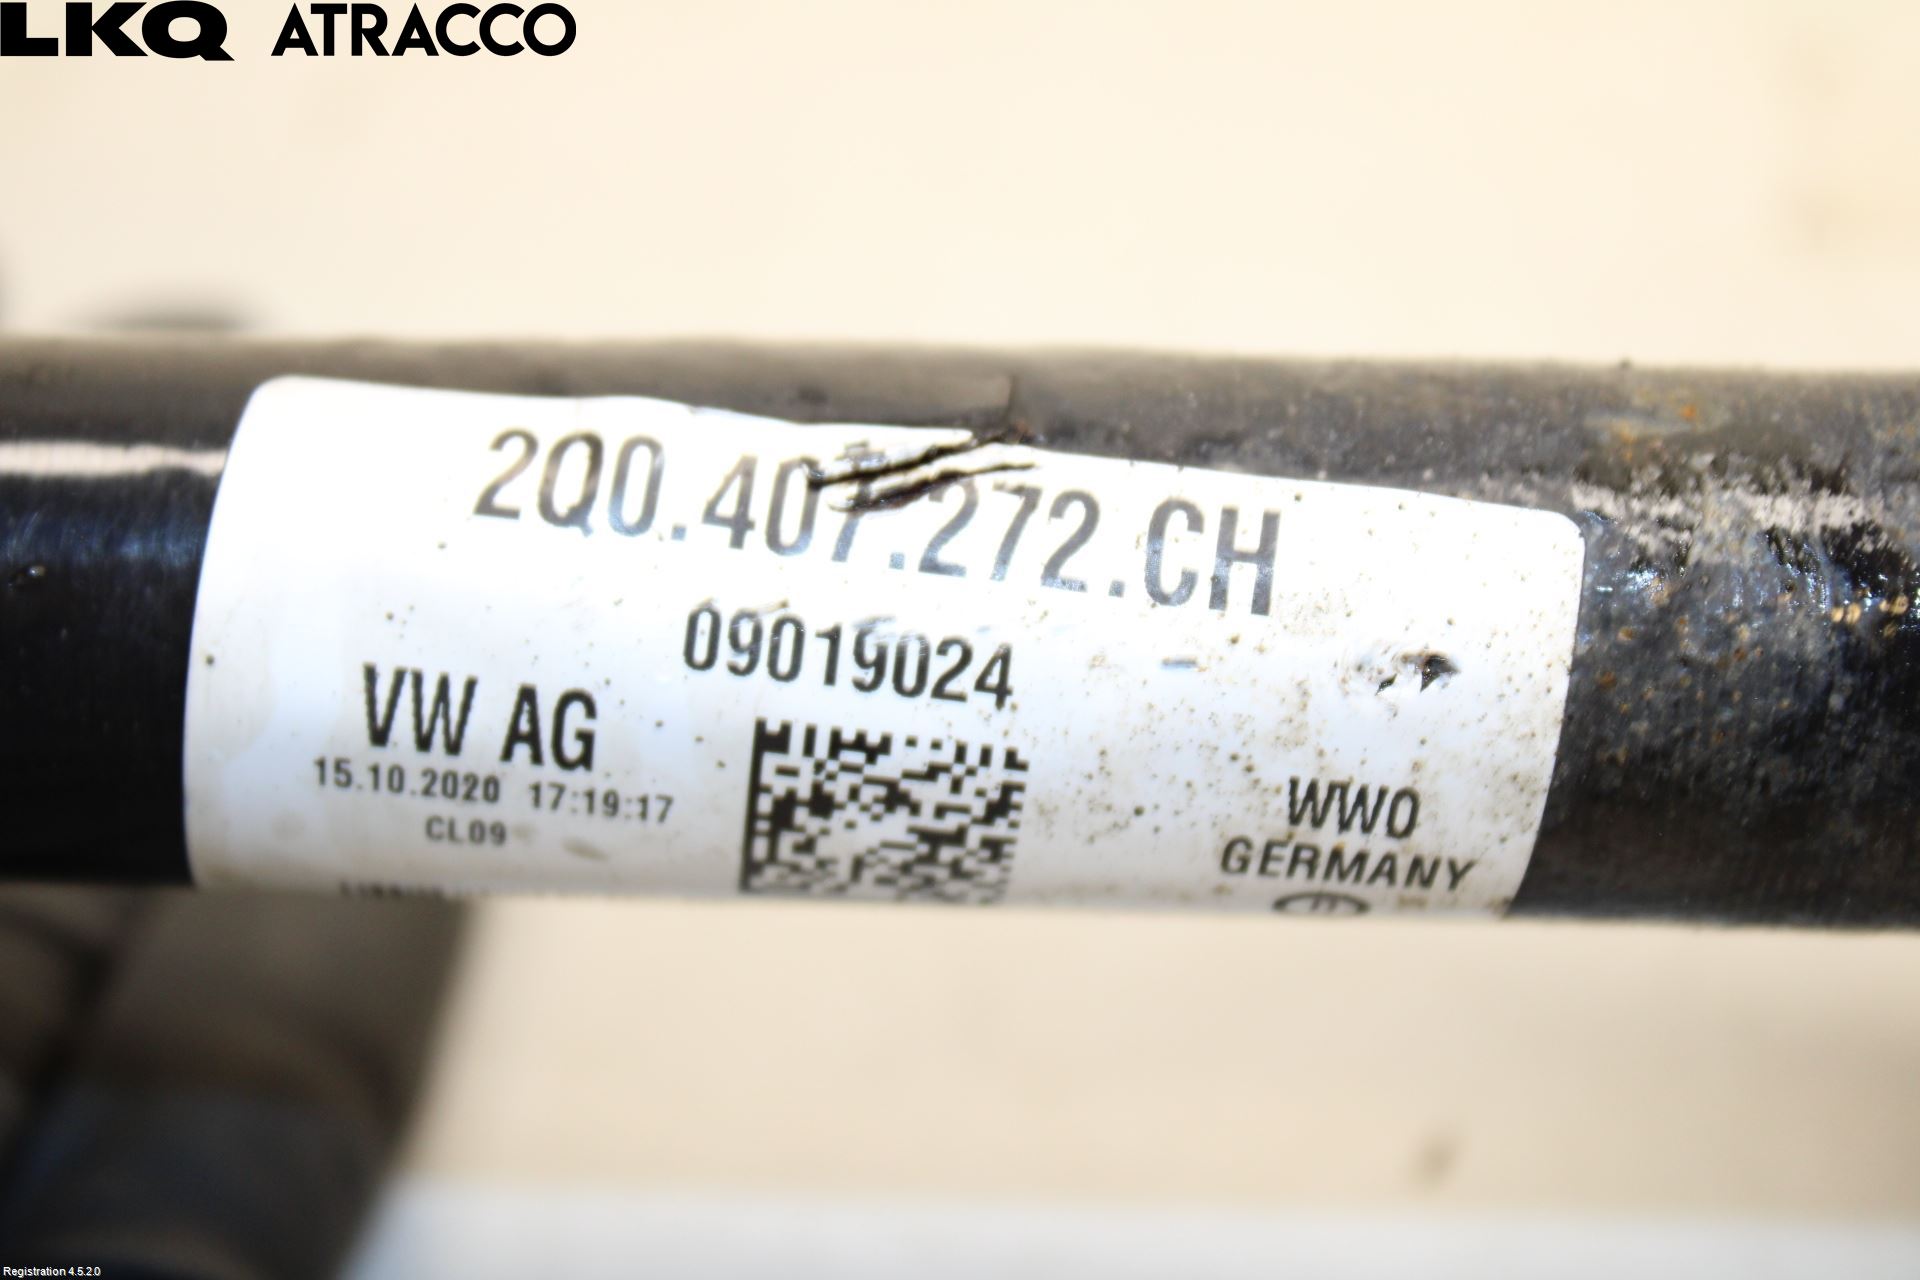 LKQ ATRACCO
2Q0.407.272.CH
09019024
VW AG
15.10.2020 17:19:17
CL09
WWO
GERMANY
Registration 4.5.2.0